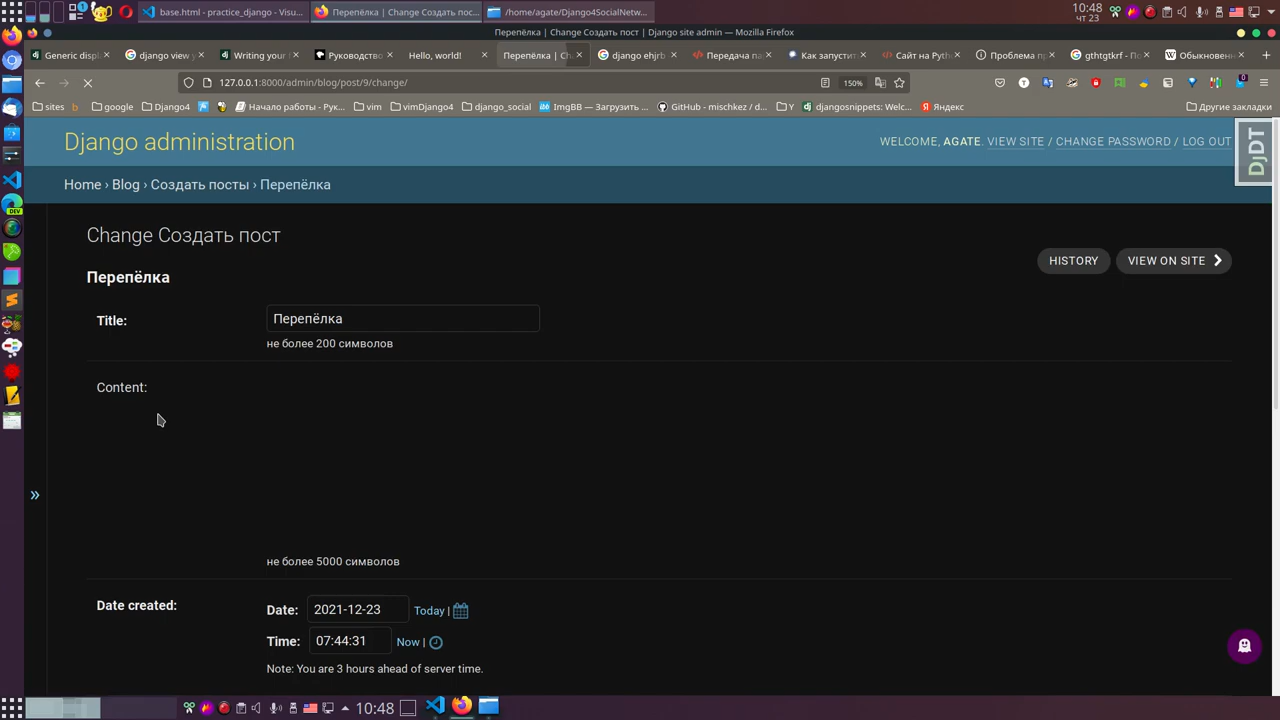 base.html - practice_django - Visu...
Перепёлка | Change Создать пос...
/home/agate/Django4SocialNetw...
10:48
чт 23
Перепёлка | Change Создать пост | Django site admin — Mozilla Firefox
Generic displ
django view
Writing your
Руководство
Hello, world!
Перепёлка | Ch
django ehjrb
Передача па
Как запустит
Сайт на Pyth
Проблема пр
gthtgtkrf - По
Обыкновенн
127.0.0.1:8000/admin/blog/post/9/change/
150%
sites
b
google
Django4
Начало работы - Рук...
vim
vimDjango4
django_social
ImgBB — Загрузить ...
GitHub - mischkez / d...
Y
djangosnippets: Welc...
Яндекс
Другие закладки
Django administration
WELCOME, AGATE. VIEW SITE / CHANGE PASSWORD / LOG OUT
DjDT
Home › Blog › Создать посты › Перепёлка
Change Создать пост
HISTORY
VIEW ON SITE
Перепёлка
Title:
Перепёлка
не более 200 символов
Content:
не более 5000 символов
DEV
»
Date created:
Date:
2021-12-23
Today |
Time:
07:44:31
Now |
Note: You are 3 hours ahead of server time.
10:48